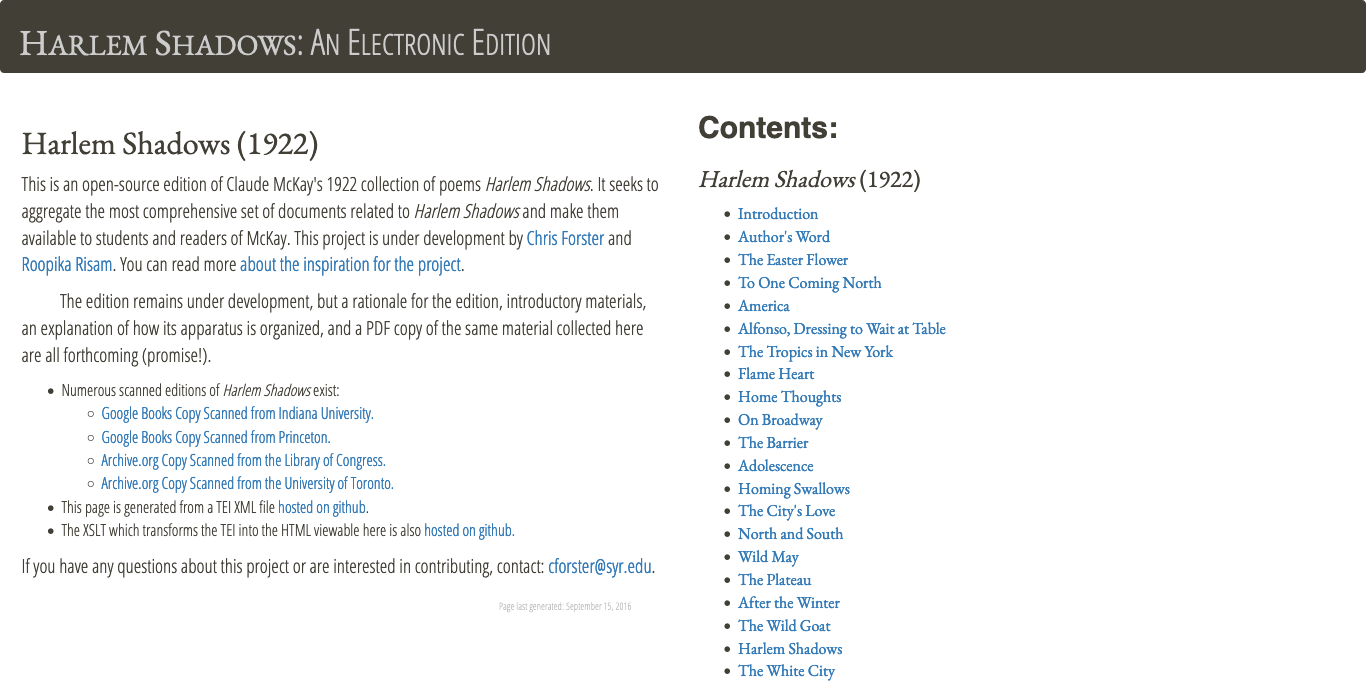 Harlem Shadows: An Electronic Edition
Harlem Shadows (1922)
This is an open-source edition of Claude McKay's 1922 collection of poems Harlem Shadows. It seeks to
aggregate the most comprehensive set of documents related to Harlem Shadows and make them
available to students and readers of McKay. This project is under development by Chris Forster and
Roopika Risam. You can read more about the inspiration for the project.
The edition remains under development, but a rationale for the edition, introductory materials,
an explanation of how its apparatus is organized, and a PDF copy of the same material collected here
are all forthcoming (promise!).
• Numerous scanned editions of Harlem Shadows exist:
○ Google Books Copy Scanned from Indiana University.
○ Google Books Copy Scanned from Princeton.
○ Archive.org Copy Scanned from the Library of Congress.
○ Archive.org Copy Scanned from the University of Toronto.
• This page is generated from a TEI XML file hosted on github.
• The XSLT which transforms the TEI into the HTML viewable here is also hosted on github.
If you have any questions about this project or are interested in contributing, contact: cforster@syr.edu.
Page last generated: September 15, 2016
Contents:
Harlem Shadows (1922)
• Introduction
• Author's Word
• The Easter Flower
• To One Coming North
• America
• Alfonso, Dressing to Wait at Table
• The Tropics in New York
• Flame Heart
• Home Thoughts
• On Broadway
• The Barrier
• Adolescence
• Homing Swallows
• The City's Love
• North and South
• Wild May
• The Plateau
• After the Winter
• The Wild Goat
• Harlem Shadows
• The White City